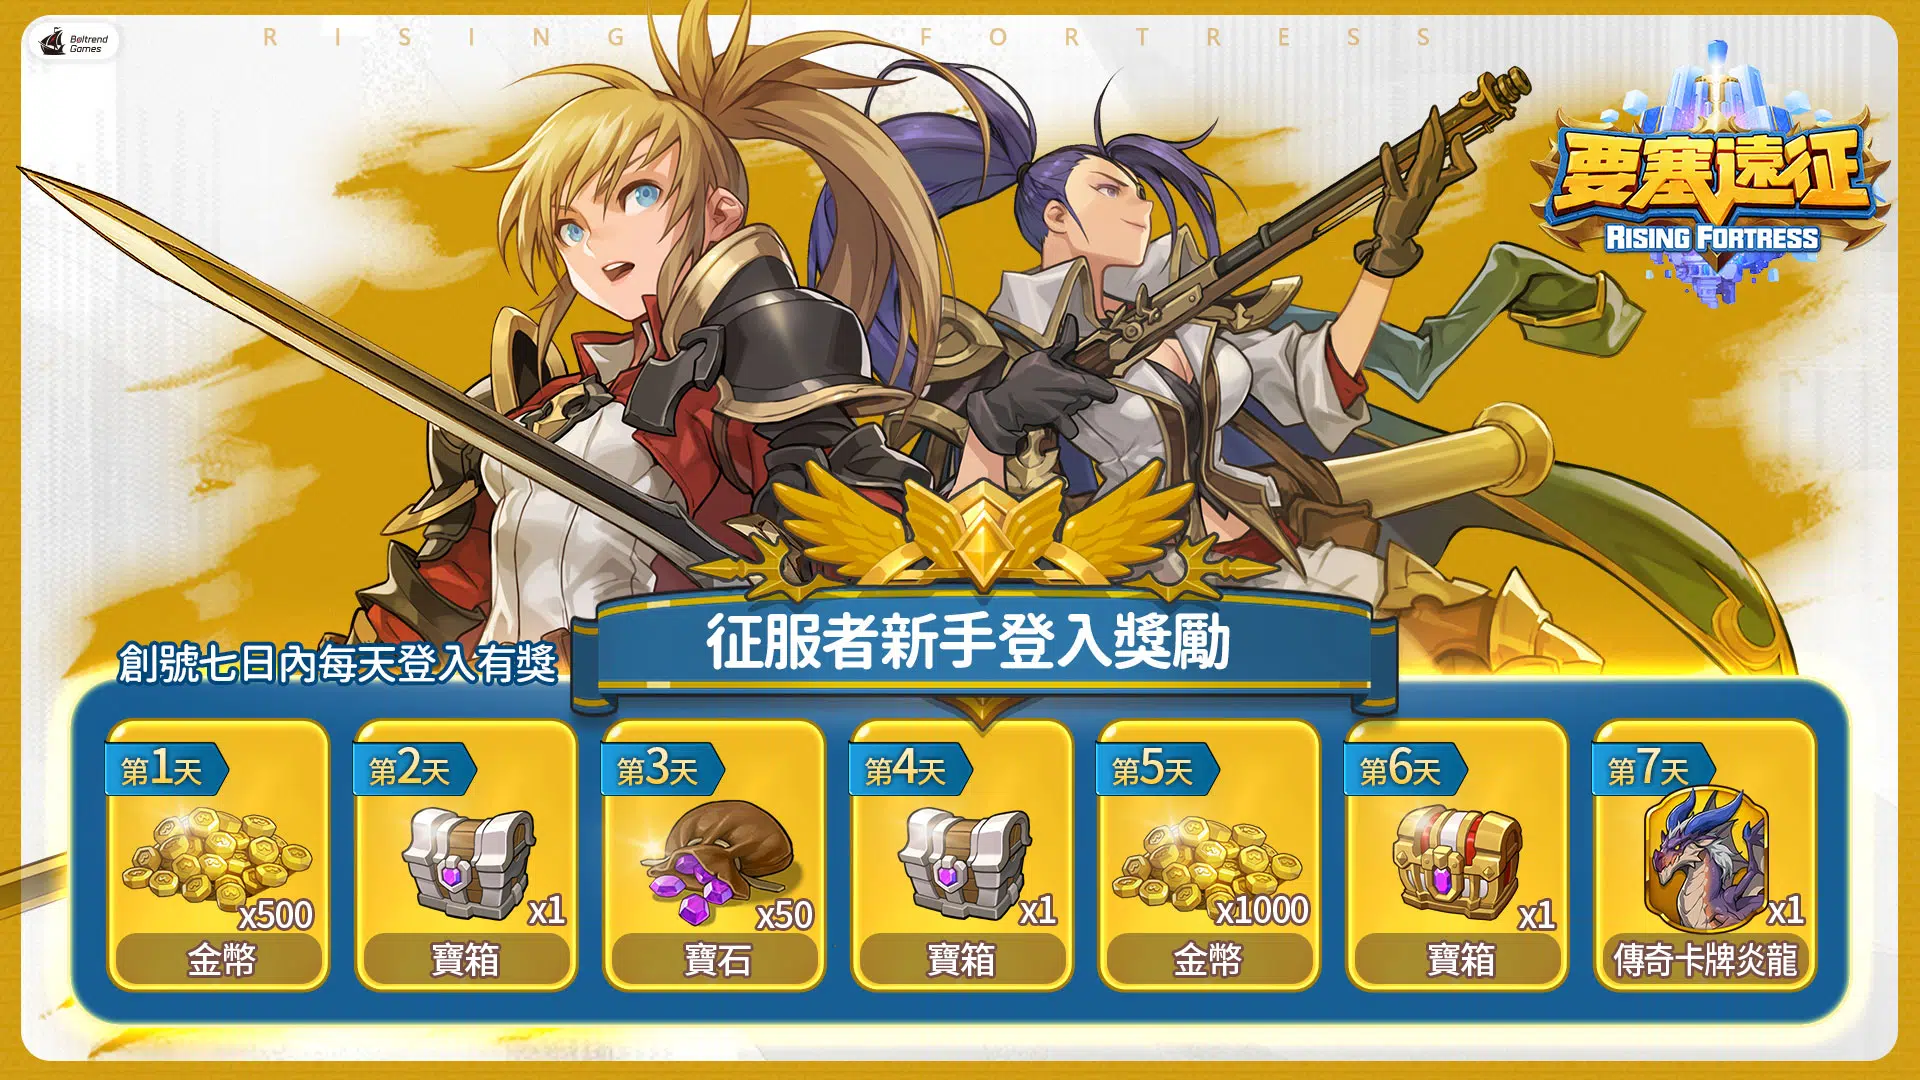 Boltrend
Games
RISING FORTRESS
要塞遠征
RISING FORTRESS
征服者新手登入獎勵
創號七日內每天登入有獎
第1天
x500
金幣
第2天
x1
寶箱
第3天
x50
寶石
第4天
x1
寶箱
第5天
x1000
金幣
第6天
x1
寶箱
第7天
x1
傳奇卡牌炎龍